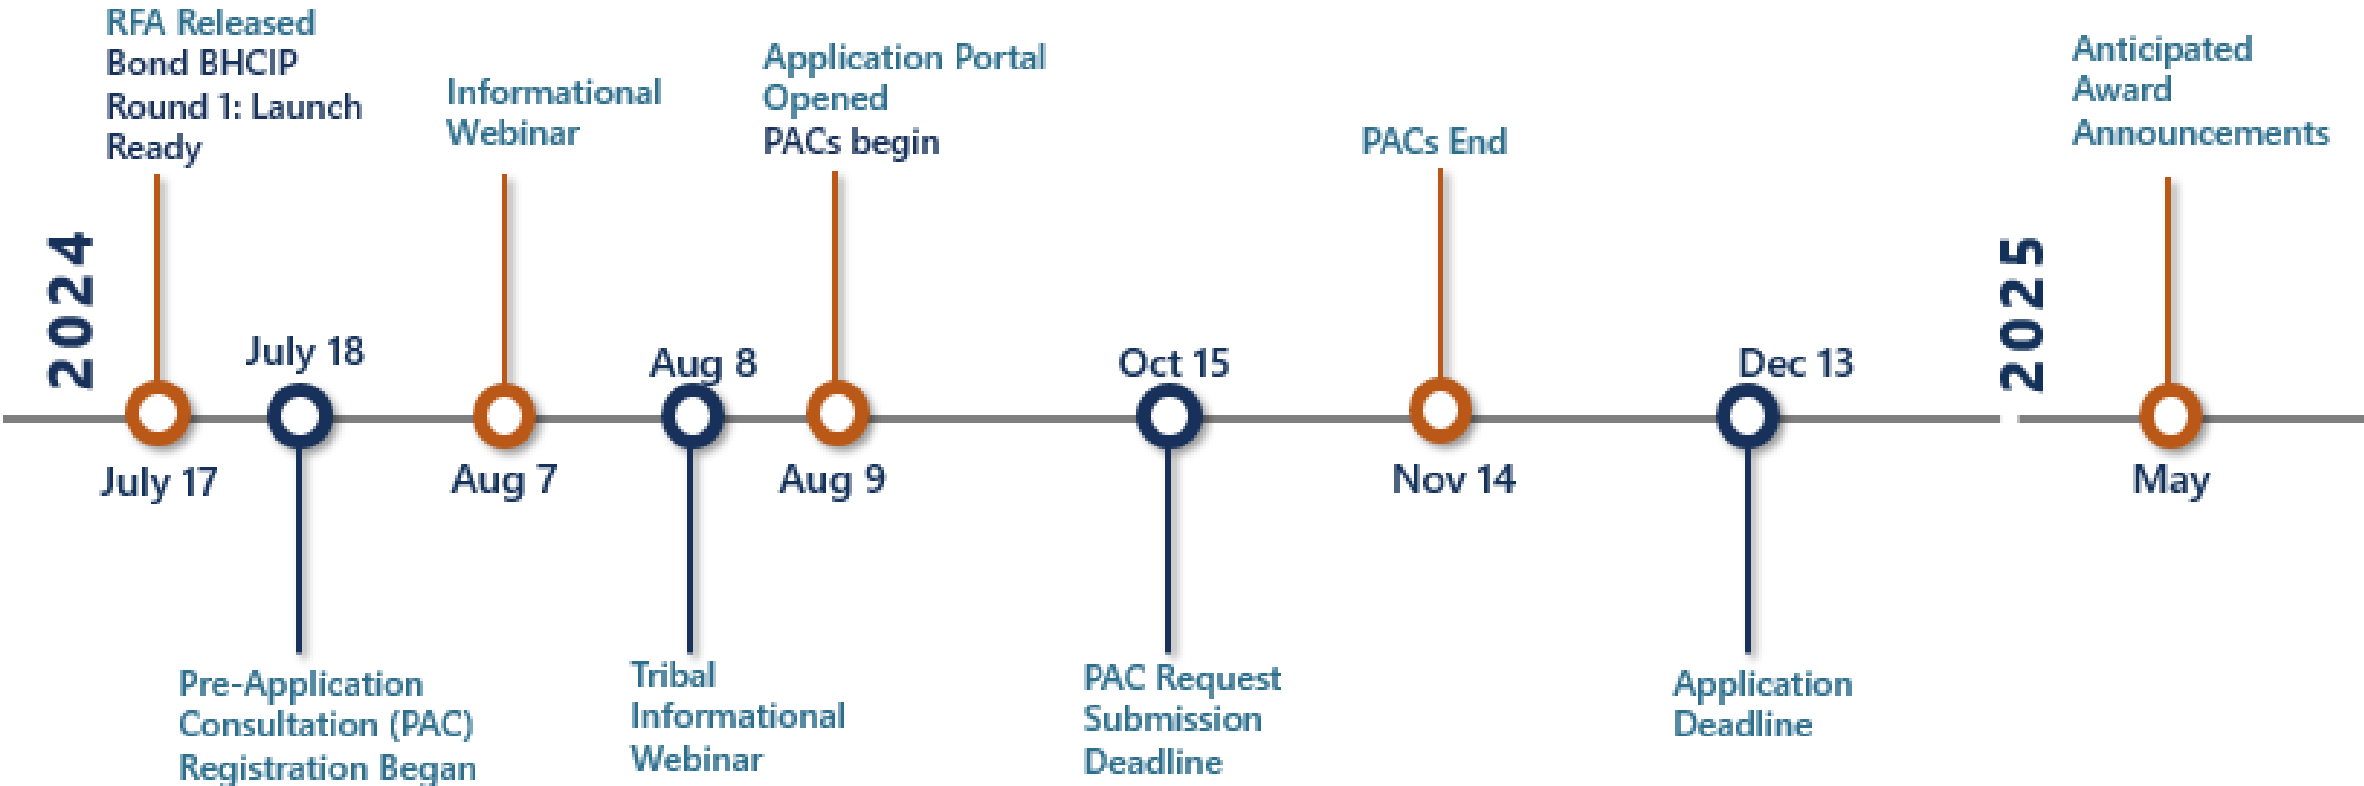 2024
RFA Released
Bond BHCIP
Round 1: Launch
Ready
July 17
July 18
Pre-Application
Consultation (PAC)
Registration Began
Informational
Webinar
Aug 7
Aug 8
Tribal
Informational
Webinar
Application Portal
Opened
PACs begin
Aug 9
Oct 15
PAC Request
Submission
Deadline
PACs End
Nov 14
Dec 13
Application
Deadline
2025
Anticipated
Award
Announcements
May